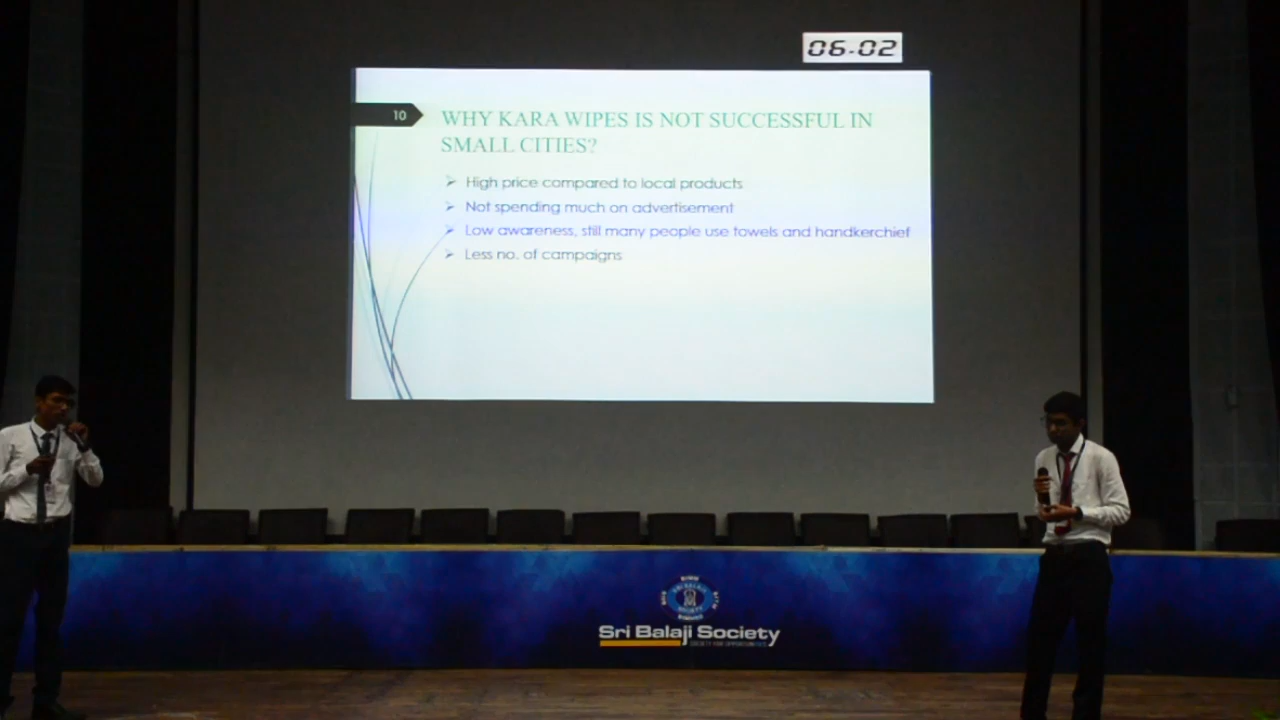 06-02
10
WHY KARA WIPES IS NOT SUCCESSFUL IN
SMALL CITIES?
High price compared to local products
Not spending much on advertisement
Low awareness, still many people use towels and handkerchief
Less no. of campaigns
Sri Balaji Society